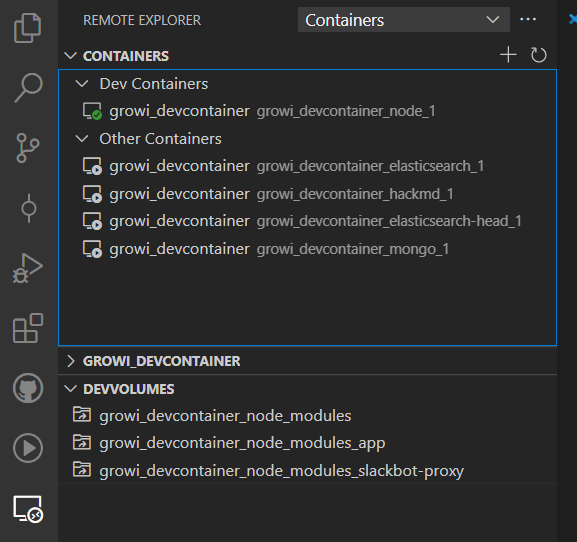 REMOTE EXPLORER Containers
CONTAINERS
Dev Containers
growi_devcontainer growi_devcontainer_node_1
Other Containers
growi_devcontainer growi_devcontainer_elasticsearch_1
growi_devcontainer growi_devcontainer_hackmd_1
growi_devcontainer growi_devcontainer_elasticsearch-head_1
growi_devcontainer growi_devcontainer_mongo_1
GROWI_DEVCONTAINER
DEVVOLUMES
growi_devcontainer_node_modules
growi_devcontainer_node_modules_app
growi_devcontainer_node_modules_slackbot-proxy